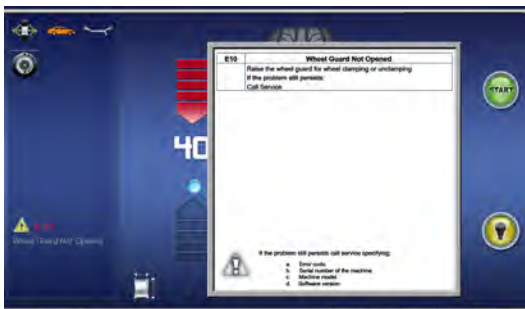 E10 Wheel Guard Not Opened
Raise the wheel guard for wheel clamping or unclamping
If the problem still persists:
Call Service
START
40
Wheel Guard Not Opened
If the problem still persists call service specifying:
a. Error code.
b. Serial number of the machine.
c. Machine model
d. Software version